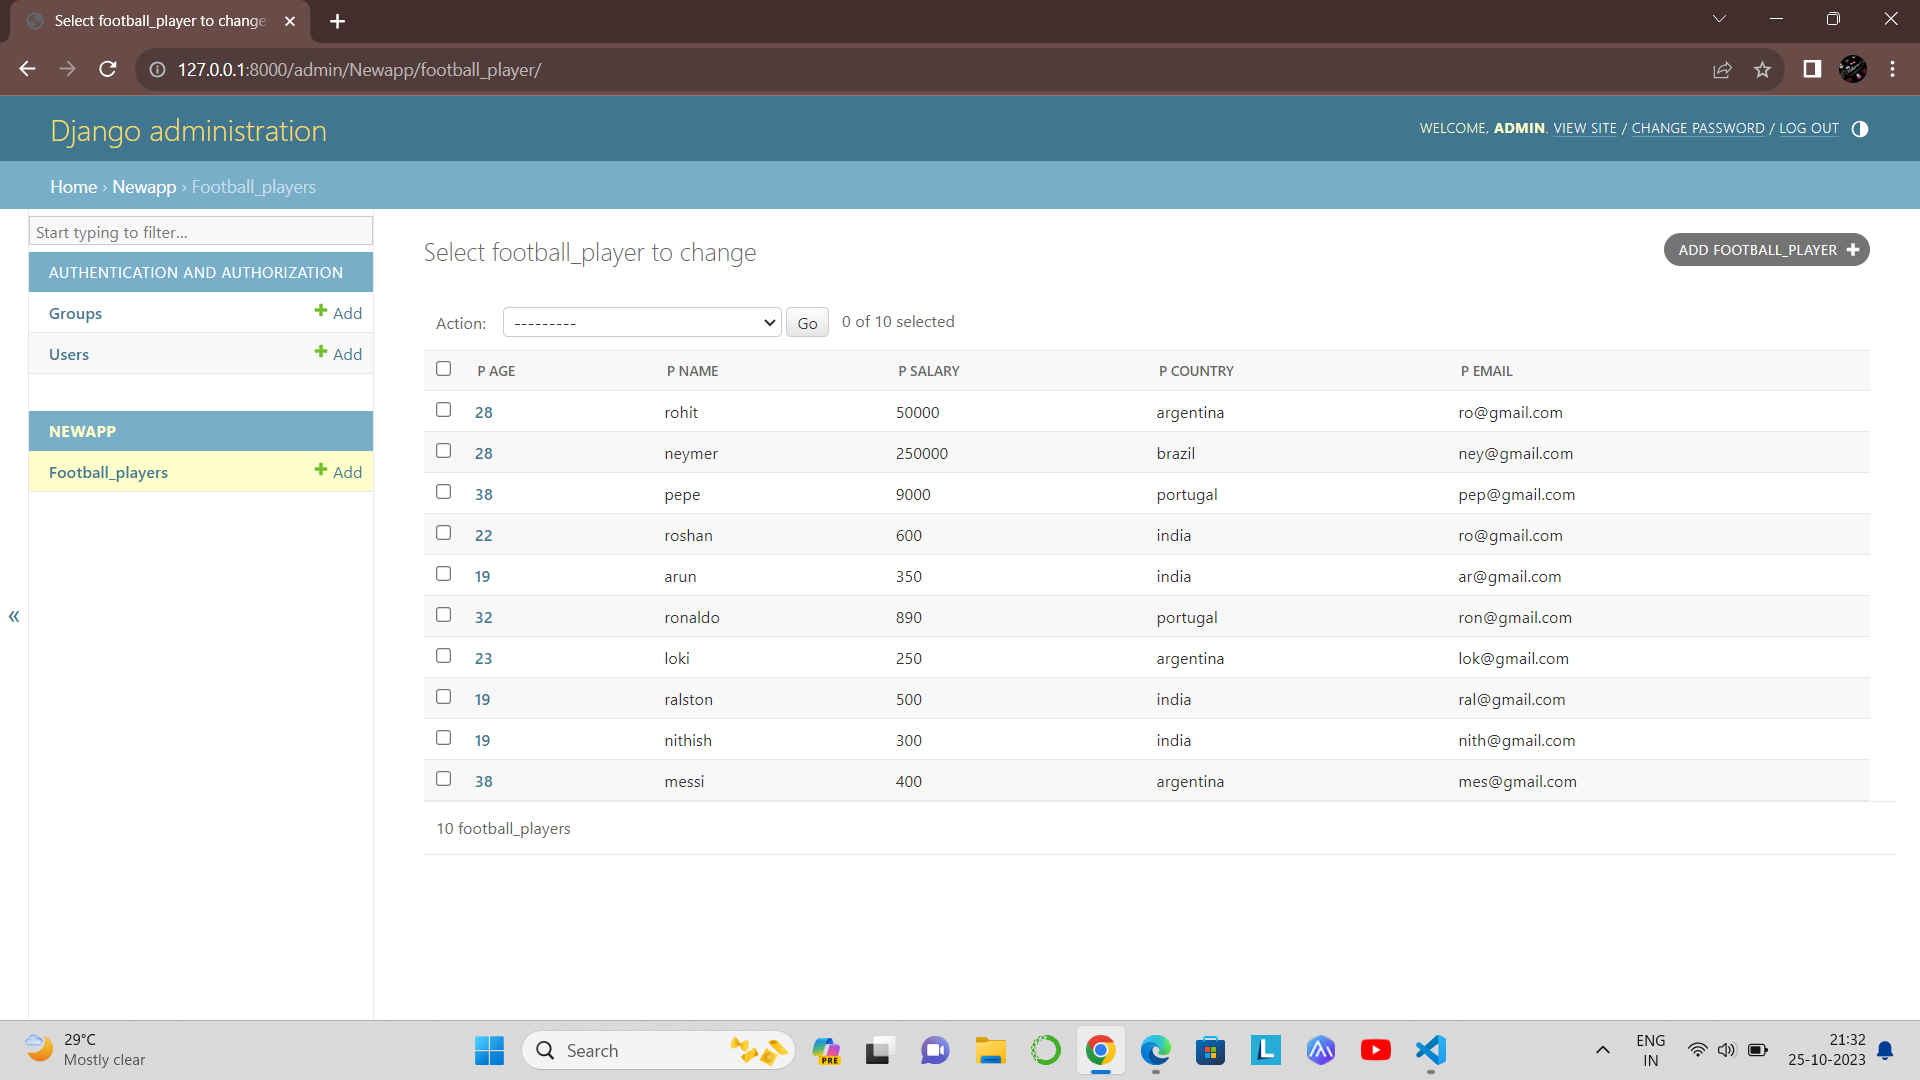 Select football_player to change
127.0.0.1:8000/admin/Newapp/football_player/
Django administration
WELCOME, ADMIN. VIEW SITE / CHANGE PASSWORD / LOG OUT
Home › Newapp › Football_players
Start typing to filter...
AUTHENTICATION AND AUTHORIZATION
Groups + Add
Users + Add
NEWAPP
Football_players + Add
«
Select football_player to change
ADD FOOTBALL_PLAYER +
Action: --------- Go 0 of 10 selected
P AGE P NAME P SALARY P COUNTRY P EMAIL
28 rohit 50000 argentina ro@gmail.com
28 neymer 250000 brazil ney@gmail.com
38 pepe 9000 portugal pep@gmail.com
22 roshan 600 india ro@gmail.com
19 arun 350 india ar@gmail.com
32 ronaldo 890 portugal ron@gmail.com
23 loki 250 argentina lok@gmail.com
19 ralston 500 india ral@gmail.com
19 nithish 300 india nith@gmail.com
38 messi 400 argentina mes@gmail.com
10 football_players
29°C
Mostly clear
Search
PRE
L
ENG
IN
21:32
25-10-2023